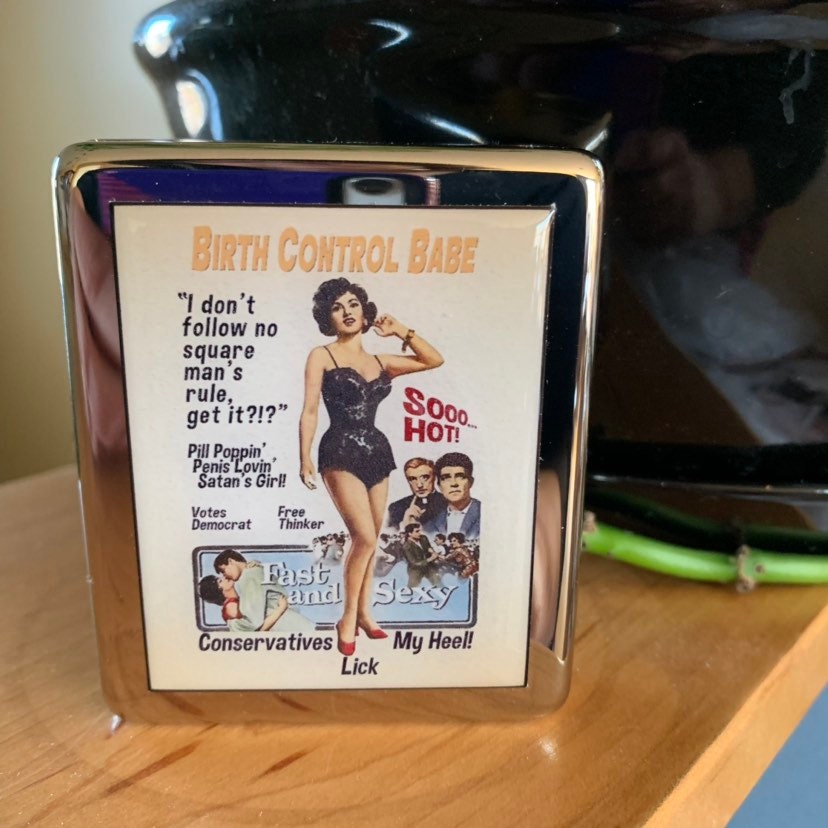 BIRTH CONTROL BABE
"I don't
follow no
square
man's
rule,
get it?!?"
SOOO...
HOT!
Pill Poppin'
Penis Lovin'
Satan's Girl!
Votes
Democrat
Free
Thinker
Fast
and Sexy
Conservatives
Lick
My Heel!